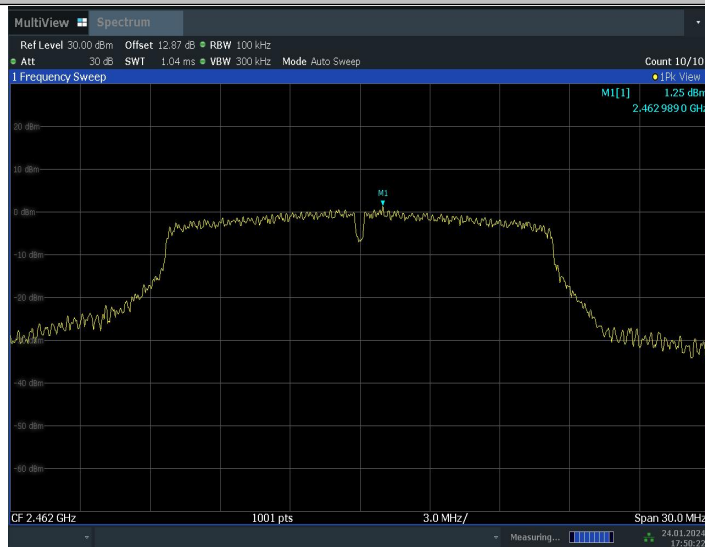 MultiView Spectrum
Ref Level 30.00 dBm Offset 12.87 dB RBW 100 kHz
Att 30 dB SWT 1.04 ms VBW 300 kHz Mode Auto Sweep Count 10/10
1 Frequency Sweep 1Pk View
M1[1] 1.25 dBm
2.462 989 0 GHz
20 dBm
10 dBm
M1
0 dBm
-10 dBm
-20 dBm
-40 dBm
-50 dBm
-60 dBm
CF 2.462 GHz 1001 pts 3.0 MHz/ Span 30.0 MHz
Measuring... 24.01.2024
17:50:22